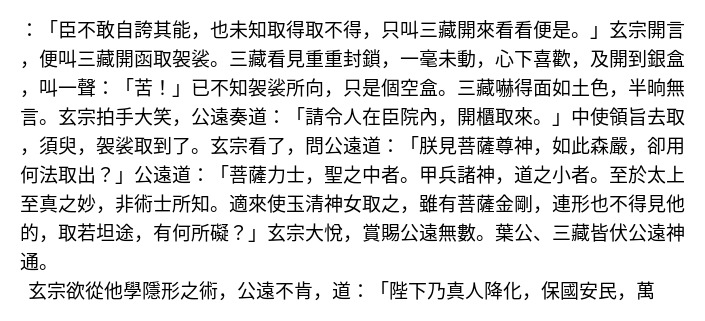 ：「臣不敢自誇其能，也未知取得取不得，只叫三藏開來看看便是。」玄宗開言
，便叫三藏開函取袈裟。三藏看見重重封鎖，一毫未動，心下喜歡，及開到銀盒
，叫一聲：「苦！」已不知袈裟所向，只是個空盒。三藏嚇得面如土色，半晌無
言。玄宗拍手大笑，公遠奏道：「請令人在臣院內，開櫃取來。」中使領旨去取
，須臾，袈裟取到了。玄宗看了，問公遠道：「朕見菩薩尊神，如此森嚴，卻用
何法取出？」公遠道：「菩薩力士，聖之中者。甲兵諸神，道之小者。至於太上
至真之妙，非術士所知。適來使玉清神女取之，雖有菩薩金剛，連形也不得見他
的，取若坦途，有何所礙？」玄宗大悅，賞賜公遠無數。葉公、三藏皆伏公遠神
通。
玄宗欲從他學隱形之術，公遠不肯，道：「陛下乃真人降化，保國安民，萬